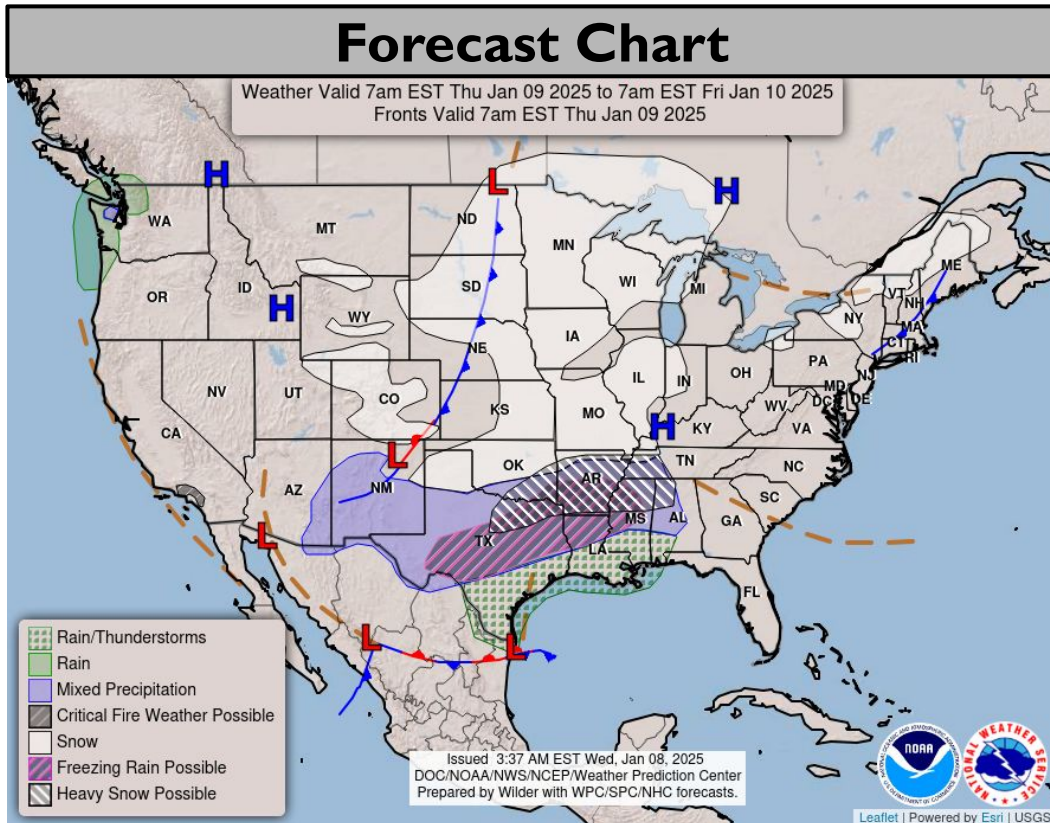 Forecast Chart
Weather Valid 7am EST Thu Jan 09 2025 to 7am EST Fri Jan 10 2025
Fronts Valid 7am EST Thu Jan 09 2025
H
L
H
WA
ND
MT
MN
ME
OR
ID
SD
WI
MI
VT
NH
H
WY
NY
MA
IA
NE
CT
RI
PA
NV
UT
CO
IL
IN
OH
NJ
MD
DE
DC
KS
MO
WV
CA
H
KY
VA
L
OK
TN
NC
AZ
NM
AR
SC
MS
AL
GA
L
TX
LA
FL
L
L
Rain/Thunderstorms
Rain
Mixed Precipitation
Critical Fire Weather Possible
Snow
Freezing Rain Possible
Heavy Snow Possible
Issued 3:37 AM EST Wed, Jan 08, 2025
DOC/NOAA/NWS/NCEP/Weather Prediction Center
Prepared by Wilder with WPC/SPC/NHC forecasts.
NOAA
NATIONAL WEATHER SERVICE
Leaflet | Powered by Esri | USGS